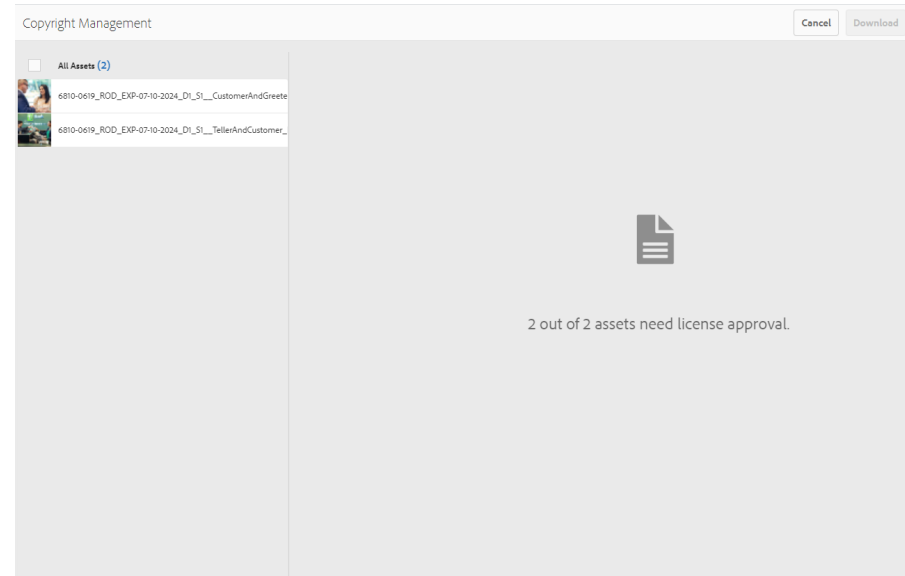 Copyright Management
Cancel
Download
All Assets (2)
6810-0619_ROD_EXP-07-10-2024_D1_S1__CustomerAndGreete
6810-0619_ROD_EXP-07-10-2024_D1_S1__TellerAndCustomer_
2 out of 2 assets need license approval.